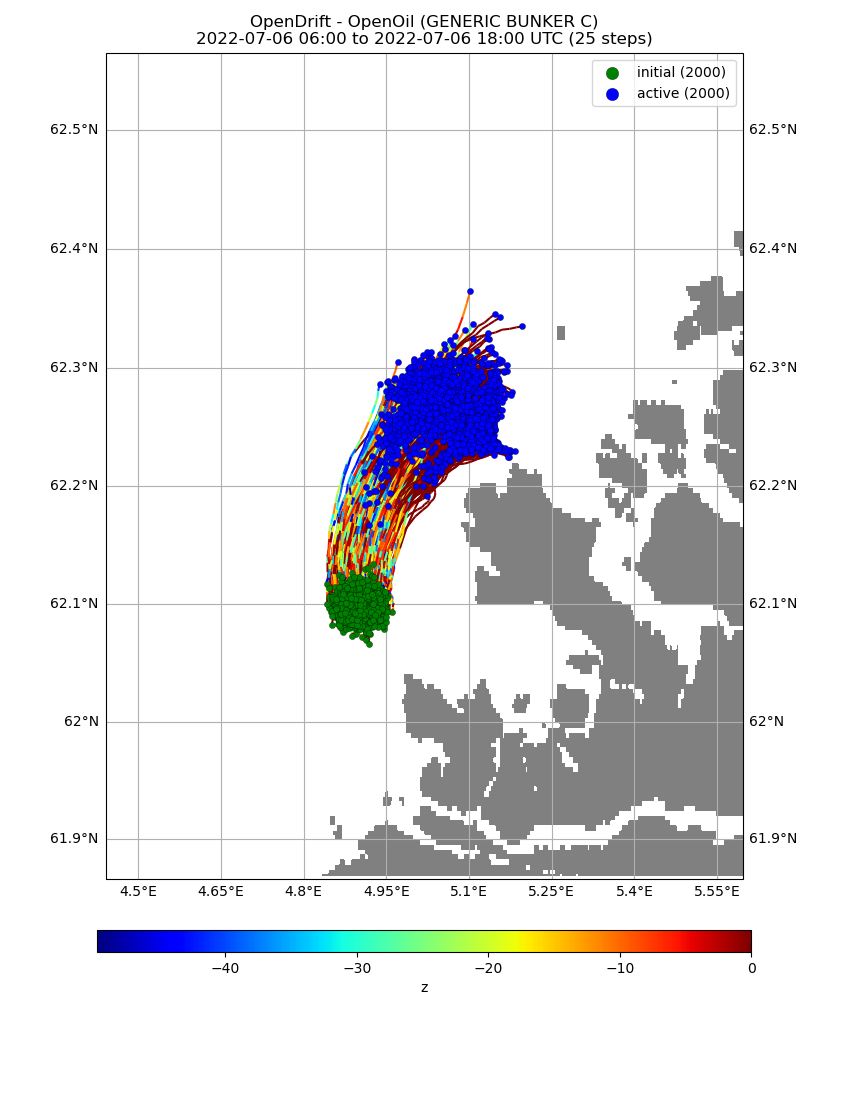 OpenDrift - OpenOil (GENERIC BUNKER C)
2022-07-06 06:00 to 2022-07-06 18:00 UTC (25 steps)
initial (2000)
active (2000)
62.5°N 62.5°N
62.4°N 62.4°N
62.3°N 62.3°N
62.2°N 62.2°N
62.1°N 62.1°N
62°N 62°N
61.9°N 61.9°N
4.5°E 4.65°E 4.8°E 4.95°E 5.1°E 5.25°E 5.4°E 5.55°E
−40 −30 −20 −10 0
z